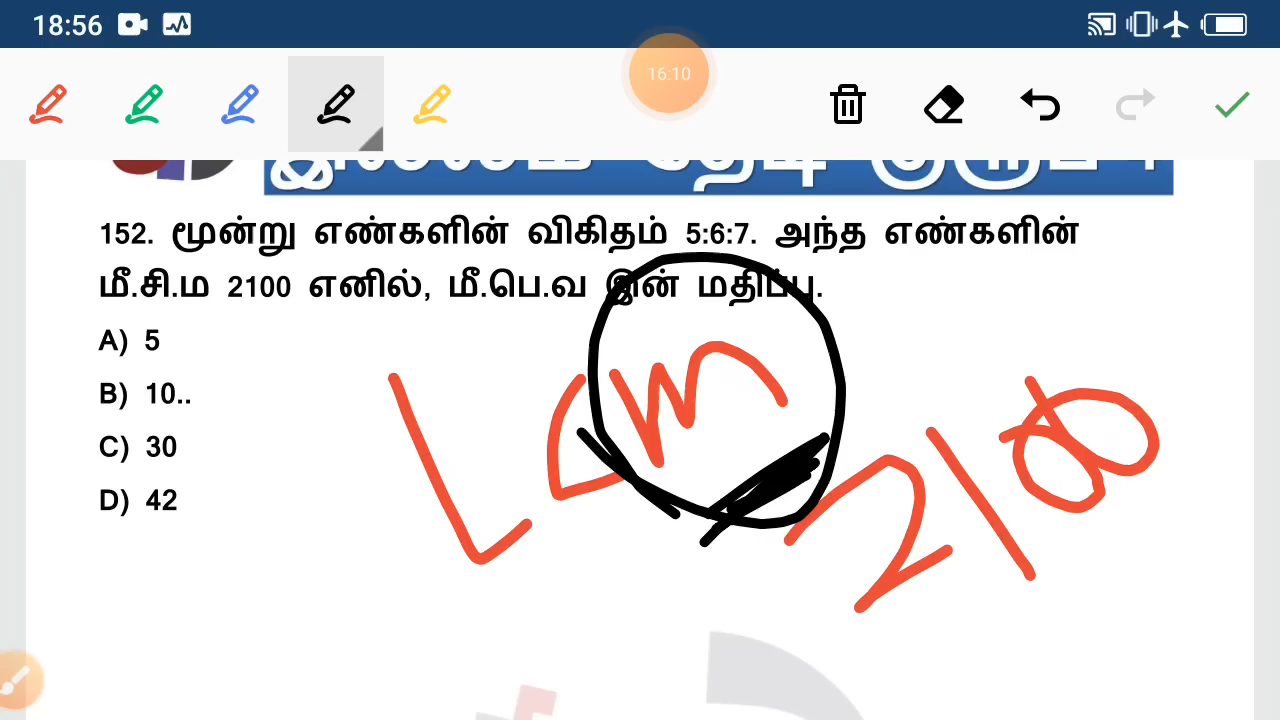 18:56
16:10
152. மூன்று எண்களின் விகிதம் 5:6:7. அந்த எண்களின்
மீ.சி.ம 2100 எனில், மீ.பெ.வ இன் மதிப்பு.
A) 5
B) 10..
C) 30
D) 42
Lcm 2100